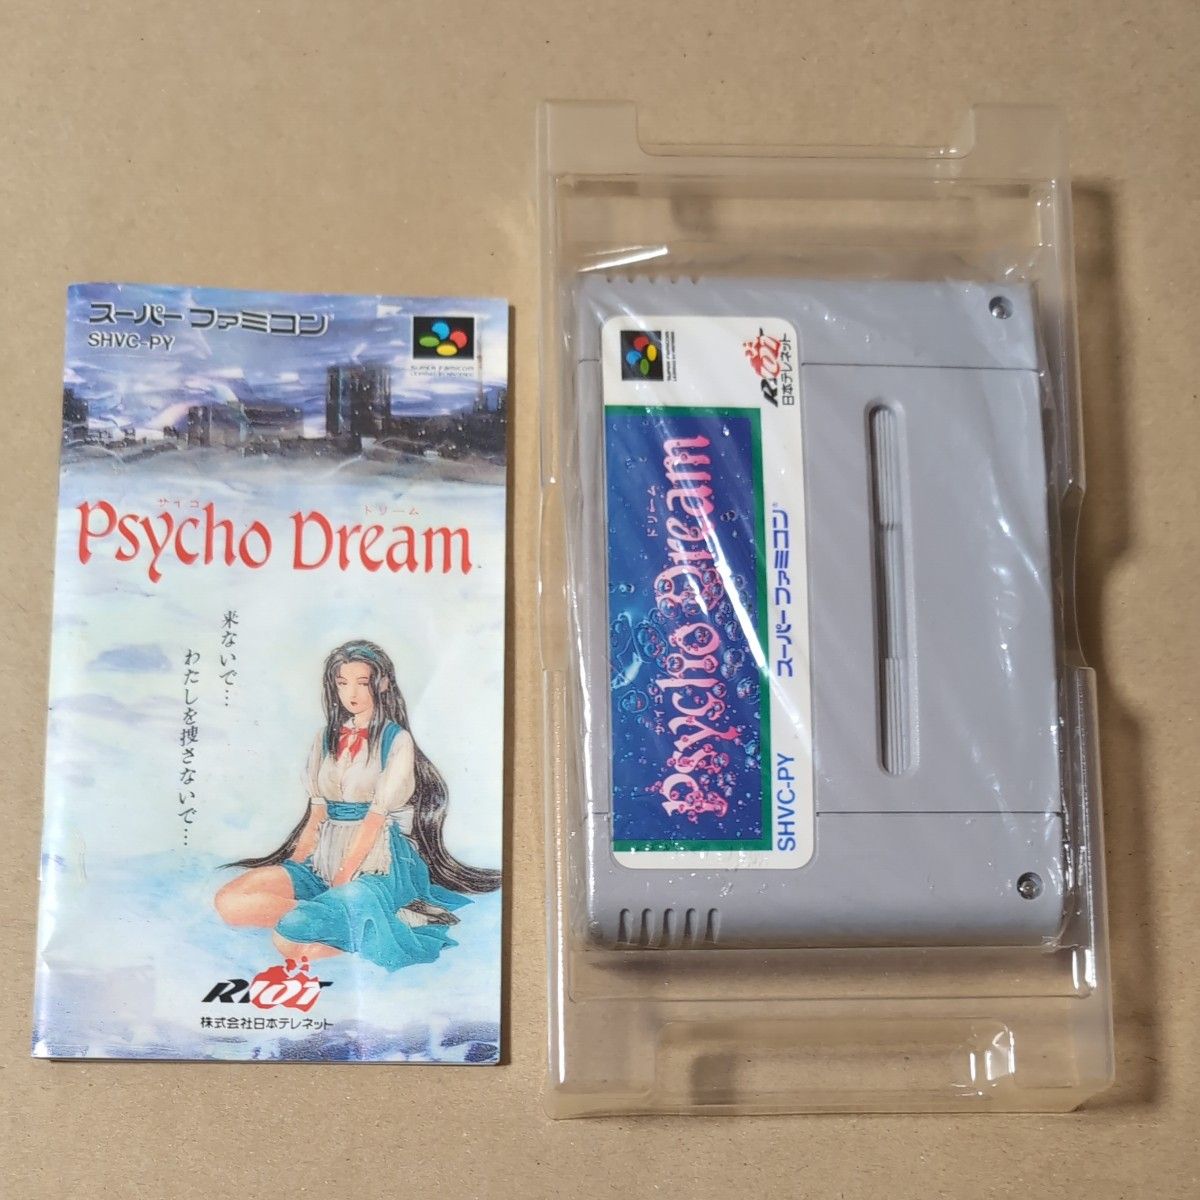 スーパーファミコン
SHVC-PY
SUPER FAMICOM
サイコ ドリーム
Psycho Dream
来ないで…
わたしを捜さないで…
RIOT
株式会社日本テレネット
SUPER FAMICOM
RIOT
日本テレネット
サイコ ドリーム
Psycho Dream
SHVC-PY スーパーファミコン